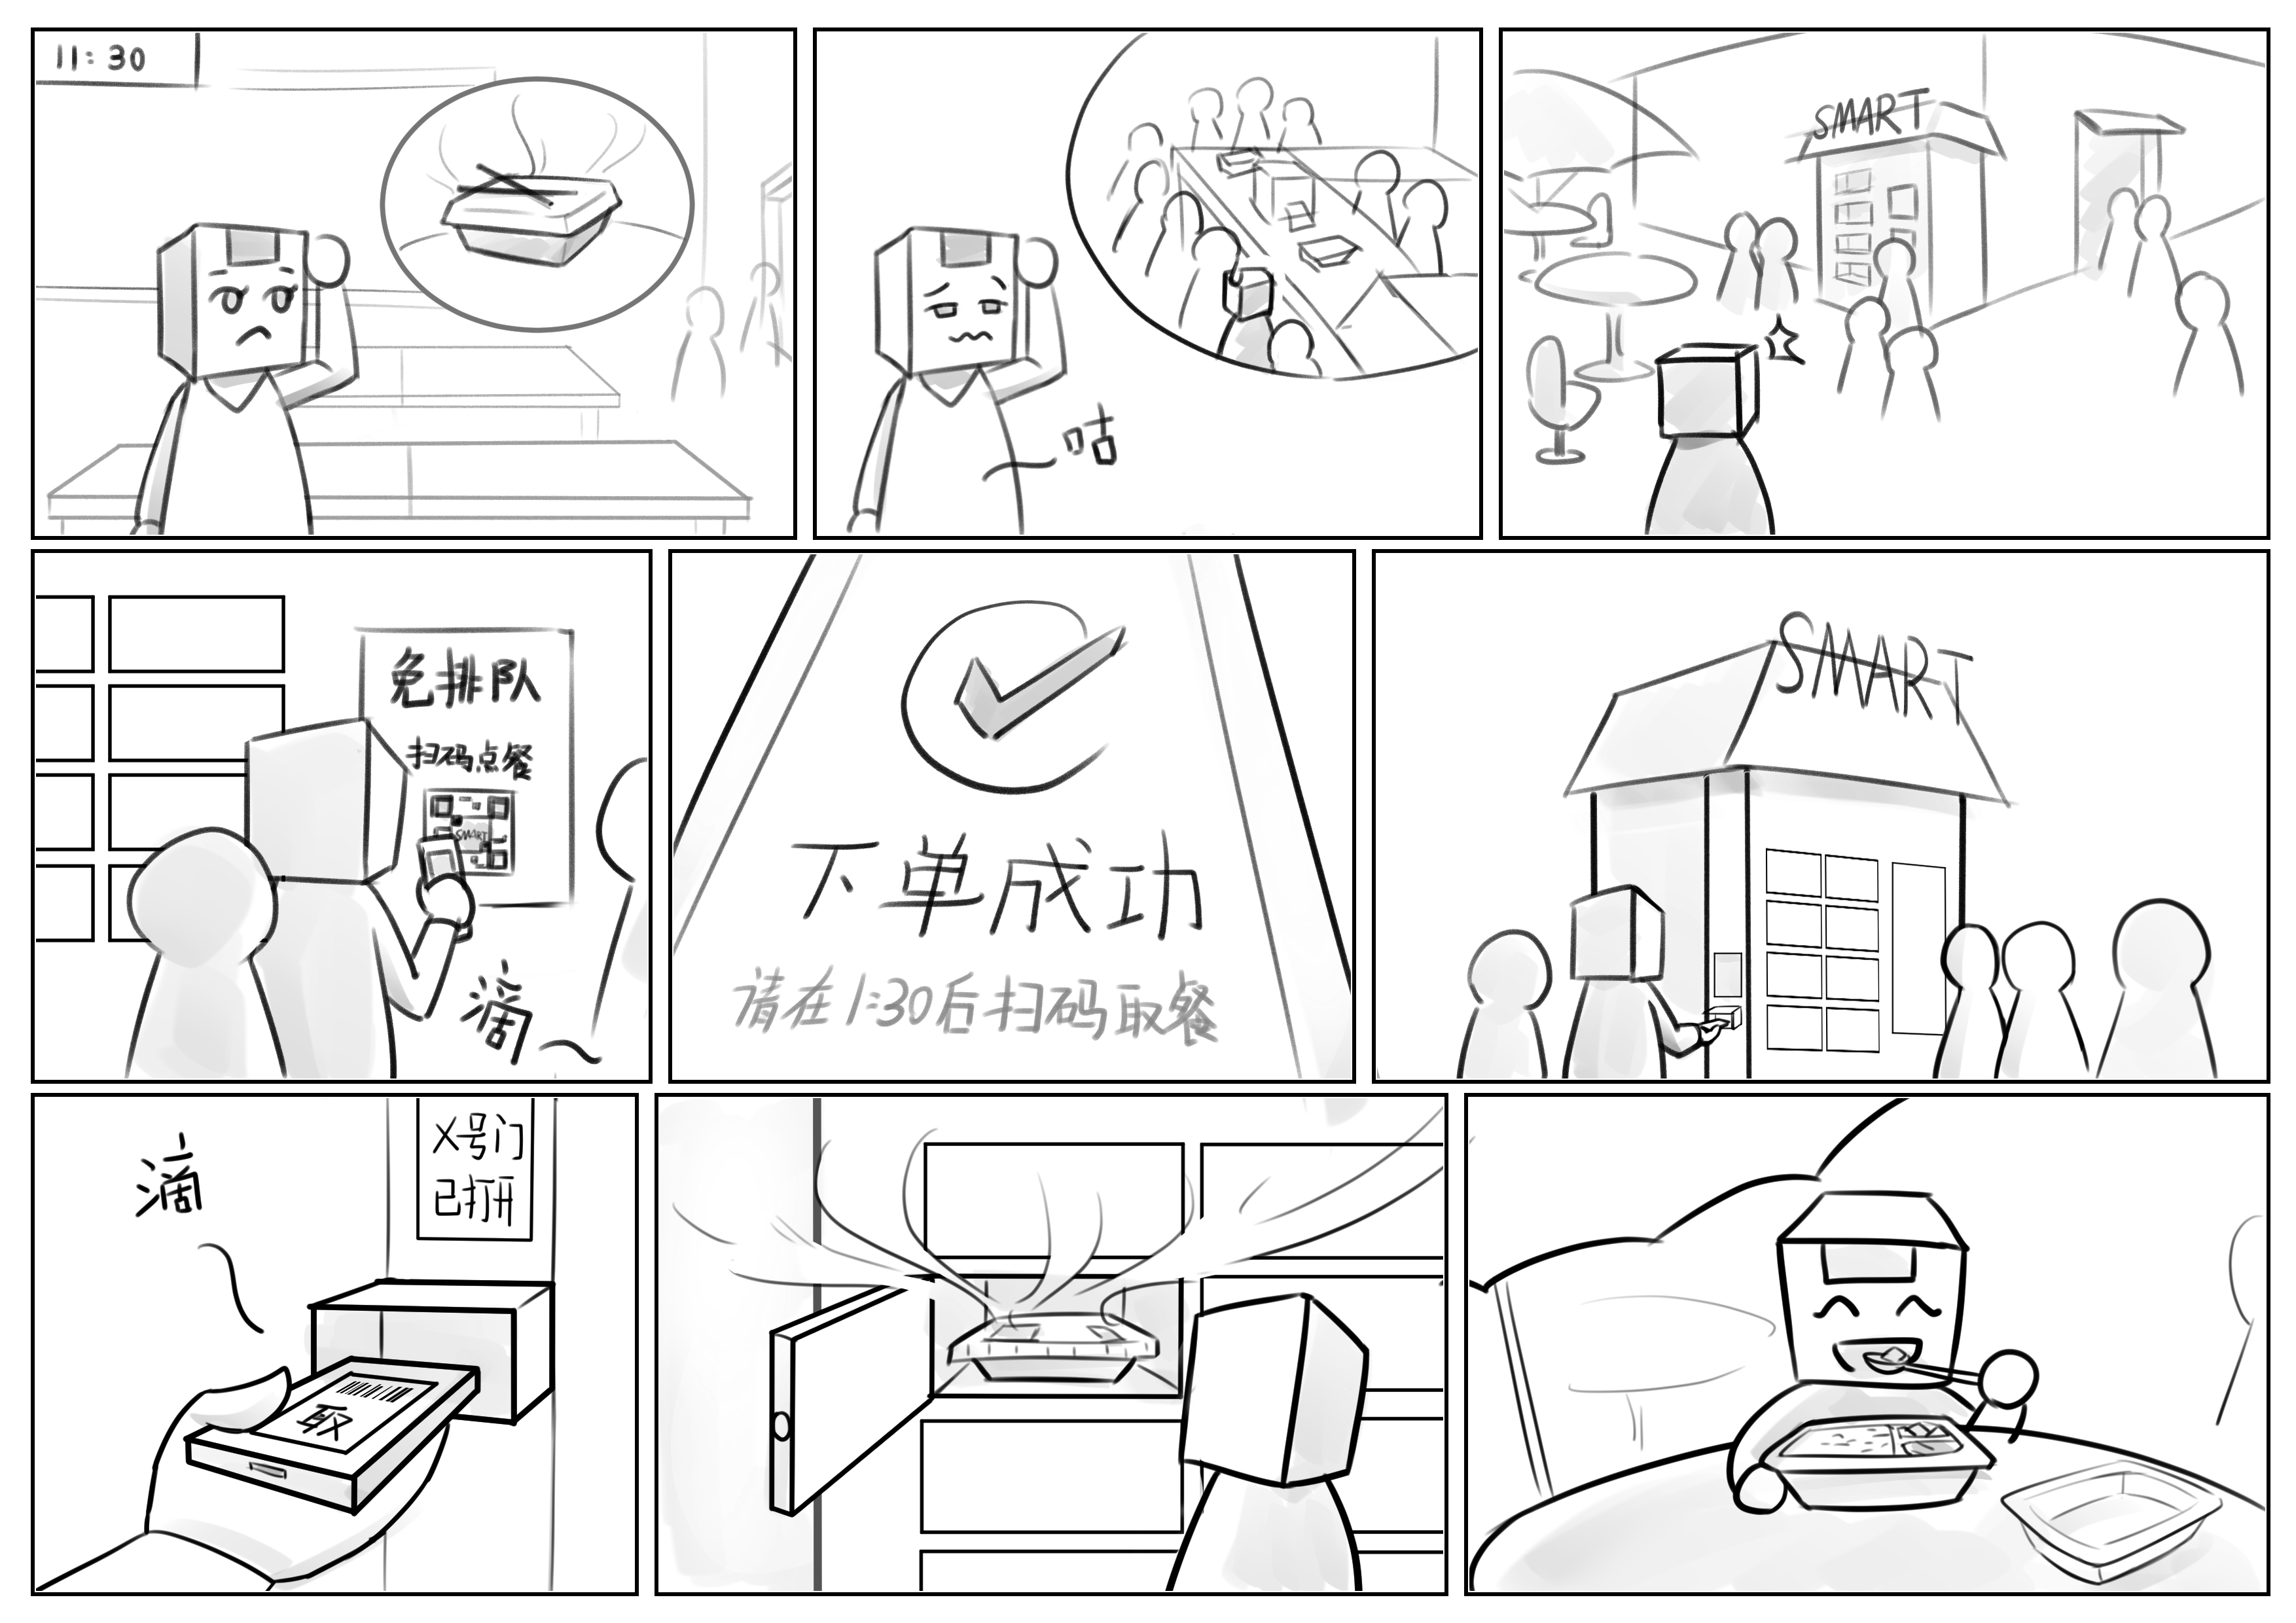 11:30
咕
SMART
免排队
扫码点餐
SMART
滴
下单成功
请在1:30后扫码取餐
SMART
滴
X号门
已打开
取